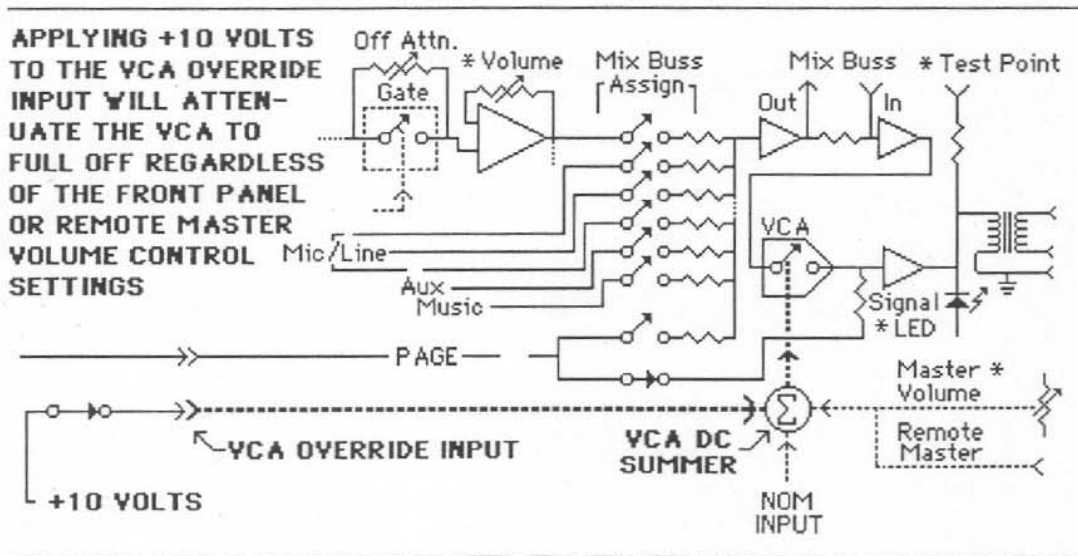 APPLYING +10 VOLTS
TO THE VCA OVERRIDE
INPUT WILL ATTEN-
UATE THE VCA TO
FULL OFF REGARDLESS
OF THE FRONT PANEL
OR REMOTE MASTER
VOLUME CONTROL
SETTINGS
Off Attn.
Gate
* Volume
Mix Buss
Assign
Mix Buss
Out
In
* Test Point
Mic/Line
Aux
Music
VCA
Signal
* LED
PAGE
Master *
Volume
Remote
Master
Σ
VCA OVERRIDE INPUT
VCA DC
SUMMER
+10 VOLTS
NOM
INPUT